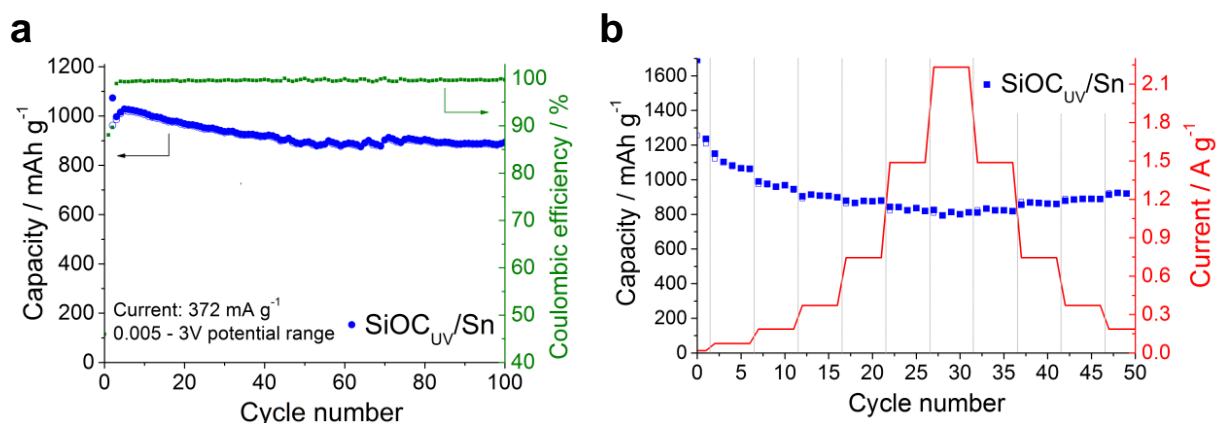 a
1200
1000
800
600
400
200
0
Capacity / mAh g⁻¹
Current: 372 mA g⁻¹
0.005 - 3V potential range
SiOC_UV/Sn
0 20 40 60 80 100
Cycle number
100
90
80
70
60
50
40
Coulombic efficiency / %
b
1600
1400
1200
1000
800
600
400
200
0
Capacity / mAh g⁻¹
SiOC_UV/Sn
0 5 10 15 20 25 30 35 40 45 50
Cycle number
2.1
1.8
1.5
1.2
0.9
0.6
0.3
0.0
Current / A g⁻¹